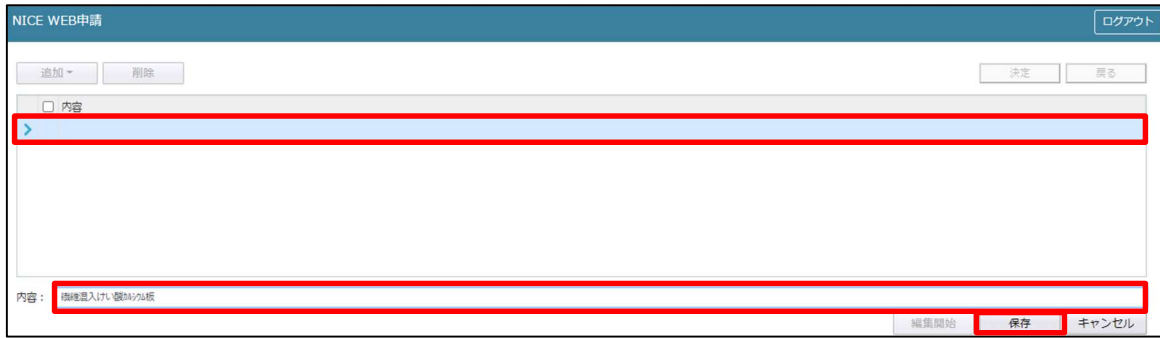 NICE WEB申請 ログアウト
追加 削除 決定 戻る
内容
内容: 繊維混入けい酸ｶﾙｼｳﾑ板
編集開始 保存 キャンセル